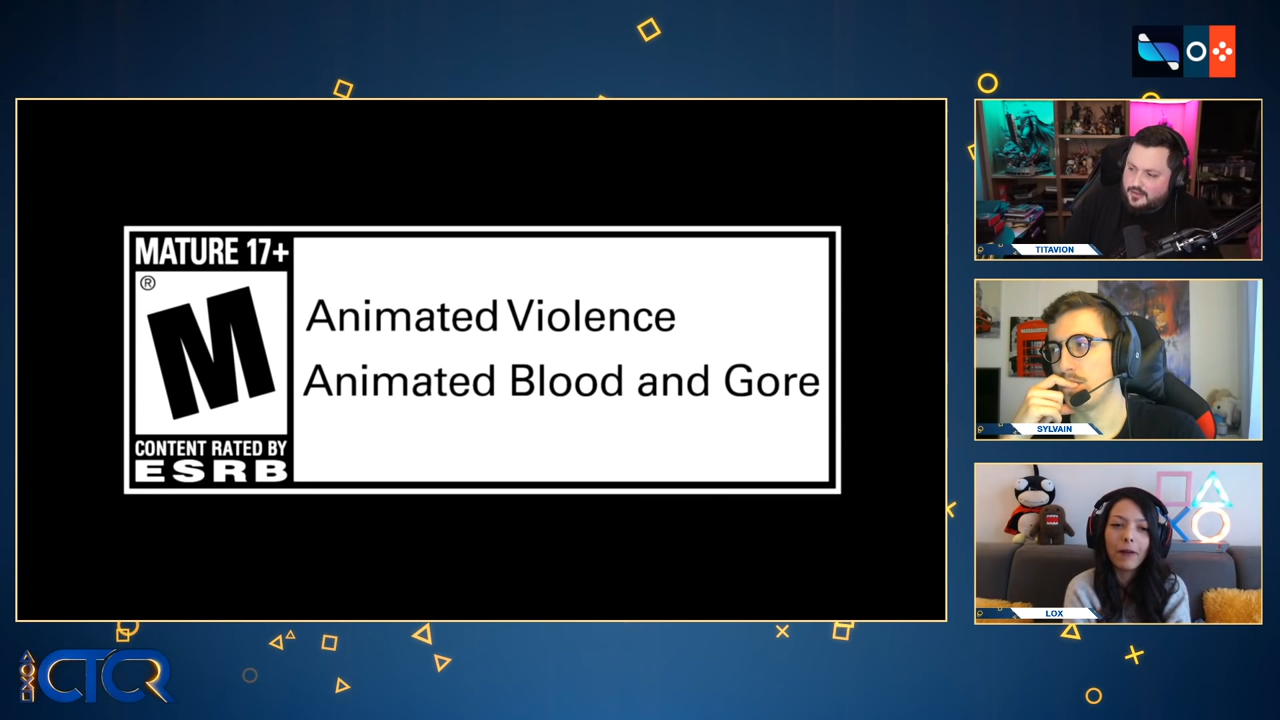 MATURE 17+
®
M
CONTENT RATED BY
ESRB
Animated Violence
Animated Blood and Gore
TITAVION
SYLVAIN
LOX
CTCR